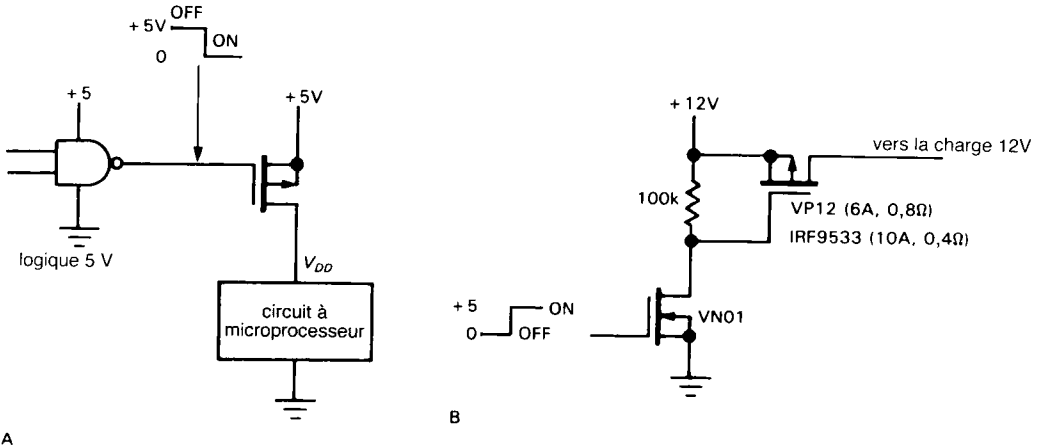 OFF
+5V
ON
0
+5
+5V
logique 5 V
V_DD
circuit à
microprocesseur
A
+12V
vers la charge 12V
100k
VP12 (6A, 0,8Ω)
IRF9533 (10A, 0,4Ω)
+5
ON
0
OFF
VN01
B